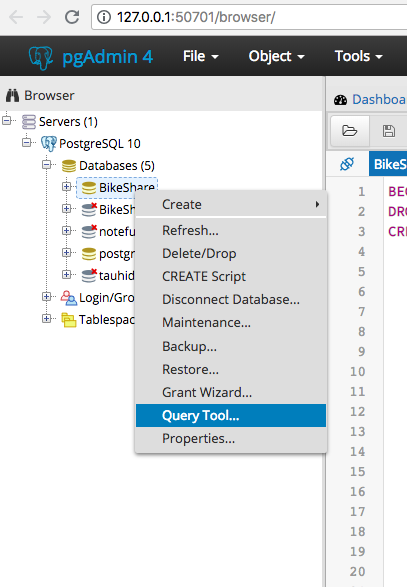 127.0.0.1:50701/browser/
pgAdmin 4 File Object Tools
Browser
Dashboa
Servers (1)
PostgreSQL 10
Databases (5)
BikeShare
BikeSh
notefu
postgr
tauhid
Login/Gro
Tablespac
Create
Refresh...
Delete/Drop
CREATE Script
Disconnect Database...
Maintenance...
Backup...
Restore...
Grant Wizard...
Query Tool...
Properties...
BikeS
1 BEG
2 DRO
3 CRE
4
5
6
7
8
9
10
11
12
13
14
15
16
17
18
19
20